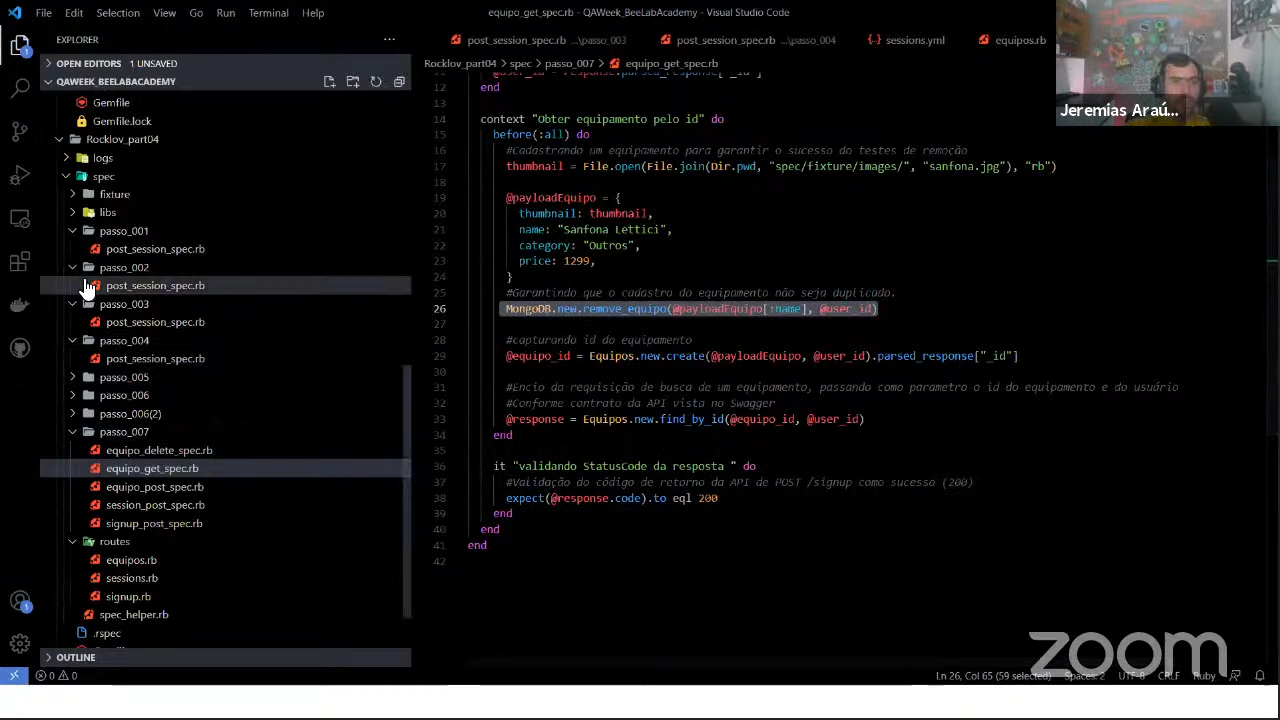 File Edit Selection View Go Run Terminal Help
equipo_get_spec.rb - QAWeek_BeeLabAcademy - Visual Studio Code
EXPLORER
OPEN EDITORS 1 UNSAVED
QAWEEK_BEELABACADEMY
Gemfile
Gemfile.lock
Rocklov_part04
logs
spec
fixture
libs
passo_001
post_session_spec.rb
passo_002
post_session_spec.rb
passo_003
post_session_spec.rb
passo_004
post_session_spec.rb
passo_005
passo_006
passo_006(2)
passo_007
equipo_delete_spec.rb
equipo_get_spec.rb
equipo_post_spec.rb
session_post_spec.rb
signup_post_spec.rb
routes
equipos.rb
sessions.rb
signup.rb
spec_helper.rb
.rspec
OUTLINE
post_session_spec.rb ...\passo_003
post_session_spec.rb ...\passo_004
sessions.yml
equipos.rb
Rocklov_part04 > spec > passo_007 > equipo_get_spec.rb
12 end
13
14 context "Obter equipamento pelo id" do
15 before(:all) do
16 #Cadastrando um equipamento para garantir o sucesso do testes de remoção
17 thumbnail = File.open(File.join(Dir.pwd, "spec/fixture/images/", "sanfona.jpg"), "rb")
18
19 @payloadEquipo = {
20 thumbnail: thumbnail,
21 name: "Sanfona Lettici",
22 category: "Outros",
23 price: 1299,
24 }
25 #Garantindo que o cadastro do equipamento não seja duplicado.
26 MongoDB.new.remove_equipo(@payloadEquipo[:name], @user_id)
27
28 #capturando id do equipamento
29 @equipo_id = Equipos.new.create(@payloadEquipo, @user_id).parsed_response["_id"]
30
31 #Encio da requisição de busca de um equipamento, passando como parametro o id do equipamento e do usuário
32 #Conforme contrato da API vista no Swagger
33 @response = Equipos.new.find_by_id(@equipo_id, @user_id)
34 end
35
36 it "validando StatusCode da resposta " do
37 #Validação do código de retorno da API de POST /signup como sucesso (200)
38 expect(@response.code).to eql 200
39 end
40 end
41 end
42
Jeremias Araú...
zoom
0 0
Ln 26, Col 65 (59 selected) Spaces: 2 UTF-8 CRLF Ruby